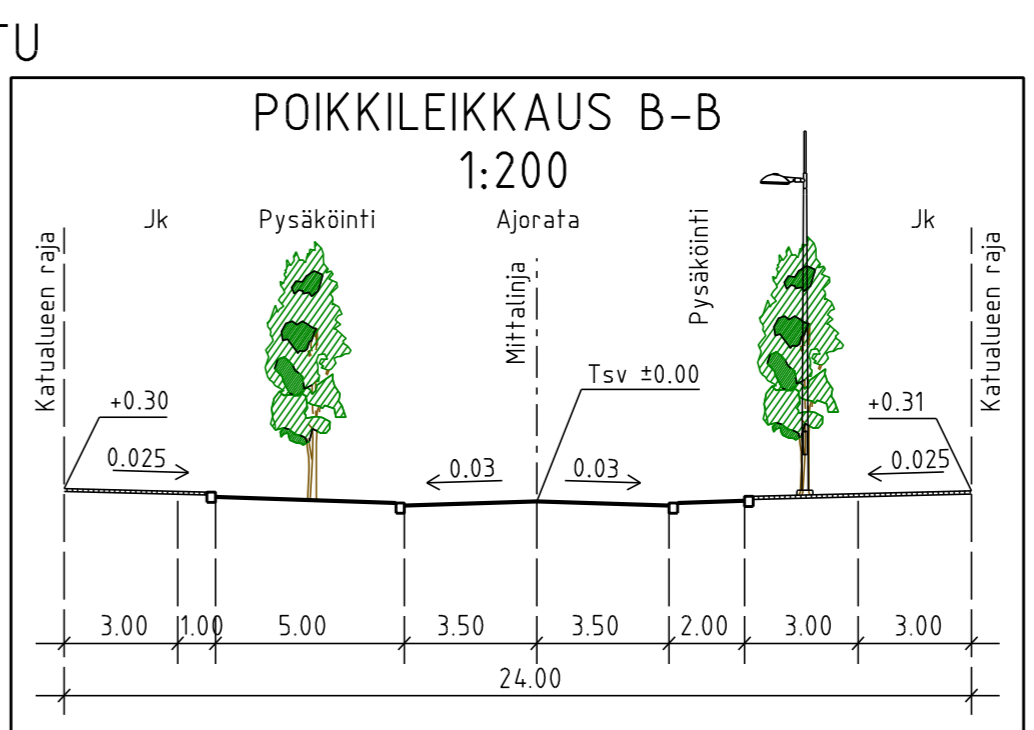 TU
POIKKILEIKKAUS B-B
1:200
Katualueen raja
Jk
Pysäköinti
Ajorata
Mittalinja
Pysäköinti
Jk
Katualueen raja
Tsv ±0.00
+0.30
+0.31
0.025
0.03
0.03
0.025
3.00
1.00
5.00
3.50
3.50
2.00
3.00
3.00
24.00